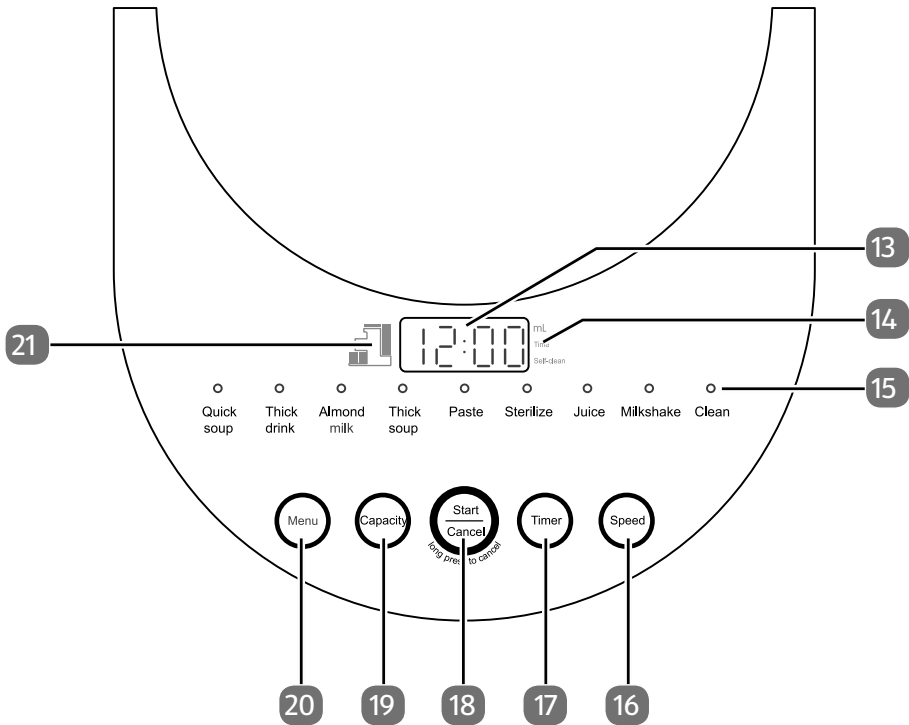 13
12:00
mL
Time
Self-clean
14
21
15
Quick soup
Thick drink
Almond milk
Thick soup
Paste
Sterilize
Juice
Milkshake
Clean
Menu
Capacity
Start
Cancel
long press to cancel
Timer
Speed
20
19
18
17
16